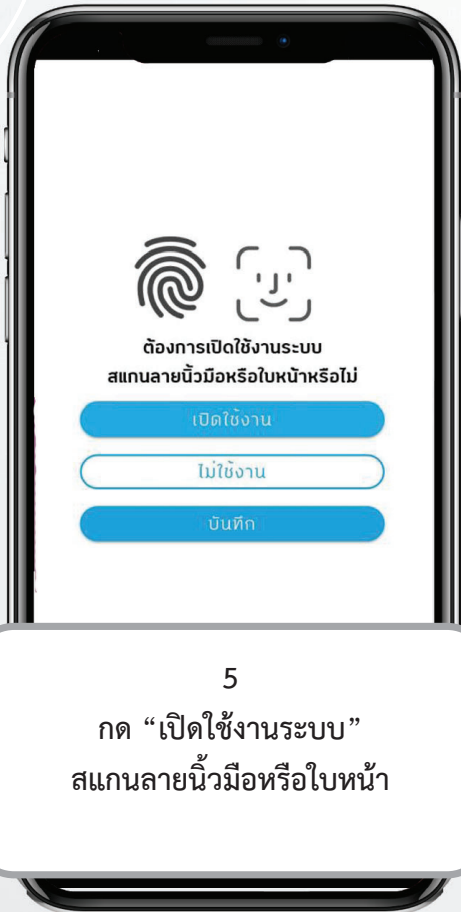 ต้องการเปิดใช้งานระบบ
สแกนลายนิ้วมือหรือใบหน้าหรือไม่
เปิดใช้งาน
ไม่ใช้งาน
บันทึก
5
กด “เปิดใช้งานระบบ”
สแกนลายนิ้วมือหรือใบหน้า